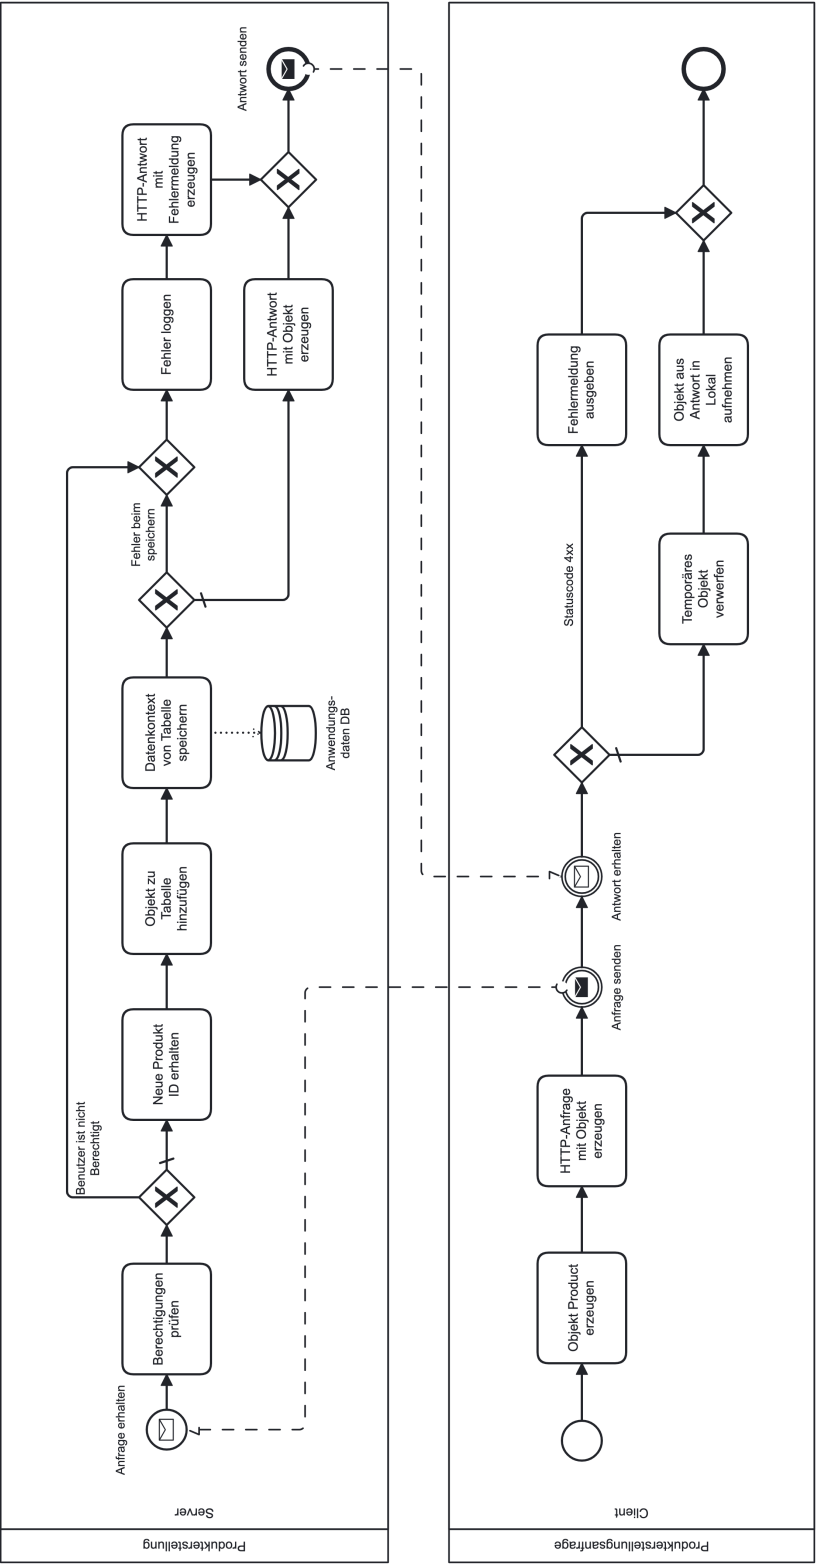 Produkterstellung
Server
Anfrage erhalten
Berechtigungen
prüfen
Benutzer ist nicht
Berechtigt
Neue Produkt
ID erhalten
Objekt zu
Tabelle
hinzufügen
Datenkontext
von Tabelle
speichern
Anwendungs-
daten DB
Fehler beim
speichern
Fehler loggen
HTTP-Antwort
mit
Fehlermeldung
erzeugen
HTTP-Antwort
mit Objekt
erzeugen
Antwort senden
Produkterstellungsanfrage
Client
Objekt Product
erzeugen
HTTP-Anfrage
mit Objekt
erzeugen
Anfrage senden
Antwort erhalten
Statuscode 4xx
Fehlermeldung
ausgeben
Temporäres
Objekt
verwerfen
Objekt aus
Antwort in
Lokal
aufnehmen